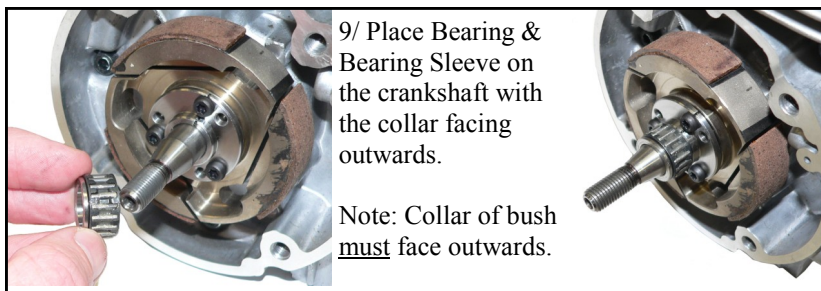 9/ Place Bearing &
Bearing Sleeve on
the crankshaft with
the collar facing
outwards.
Note: Collar of bush
must face outwards.